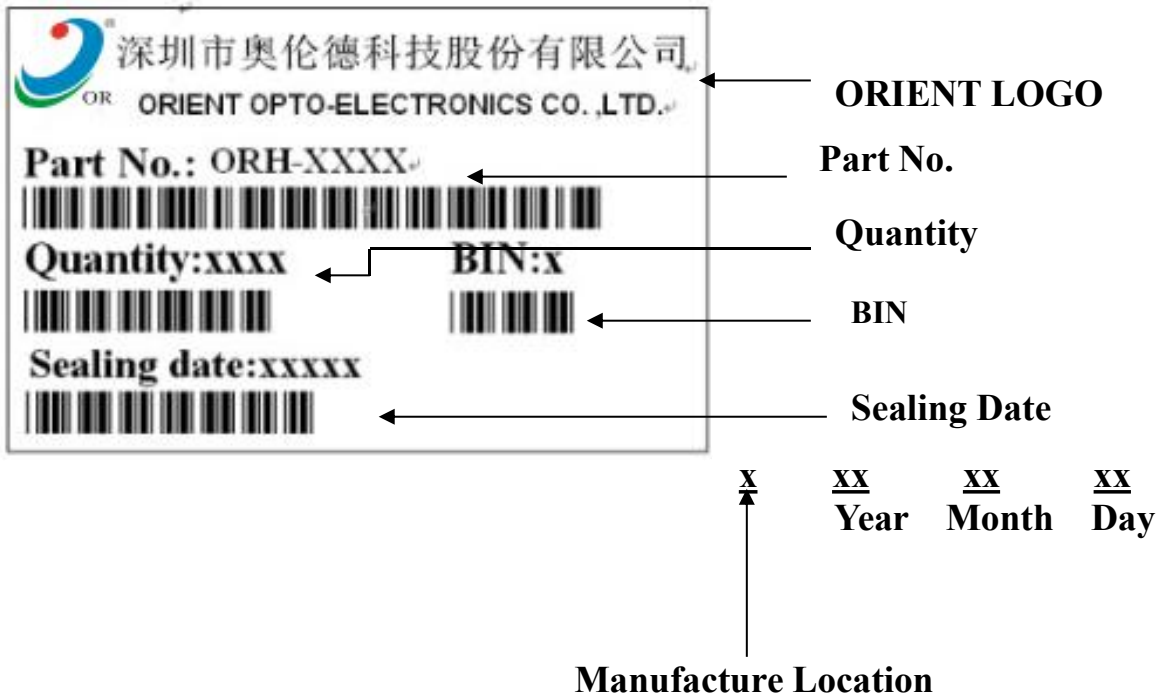 深圳市奥伦德科技股份有限公司
OR
ORIENT OPTO-ELECTRONICS CO. ,LTD.
ORIENT LOGO
Part No.: ORH-XXXX
Part No.
Quantity:xxxx
BIN:x
Quantity
BIN
Sealing date:xxxxx
Sealing Date
x xx xx xx
Year Month Day
Manufacture Location